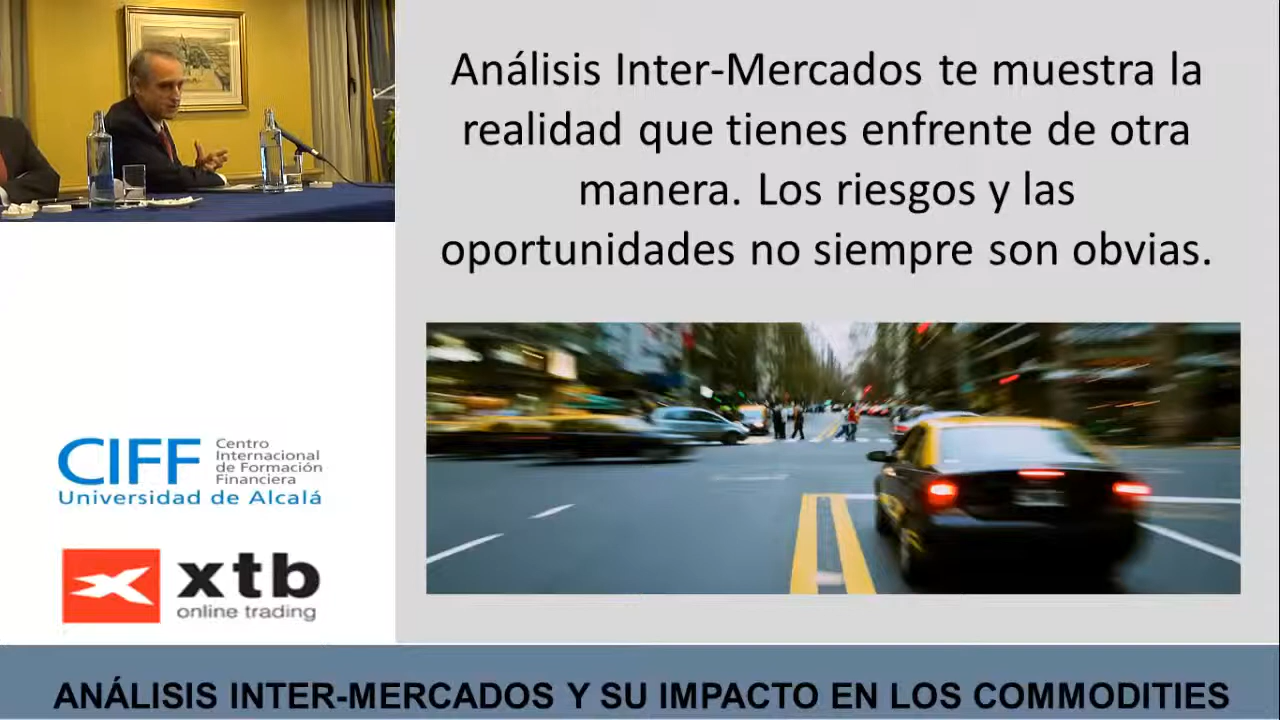 Análisis Inter-Mercados te muestra la
realidad que tienes enfrente de otra
manera. Los riesgos y las
oportunidades no siempre son obvias.
CIFF
Centro
Internacional
de Formación
Financiera
Universidad de Alcalá
xtb
online trading
ANÁLISIS INTER-MERCADOS Y SU IMPACTO EN LOS COMMODITIES